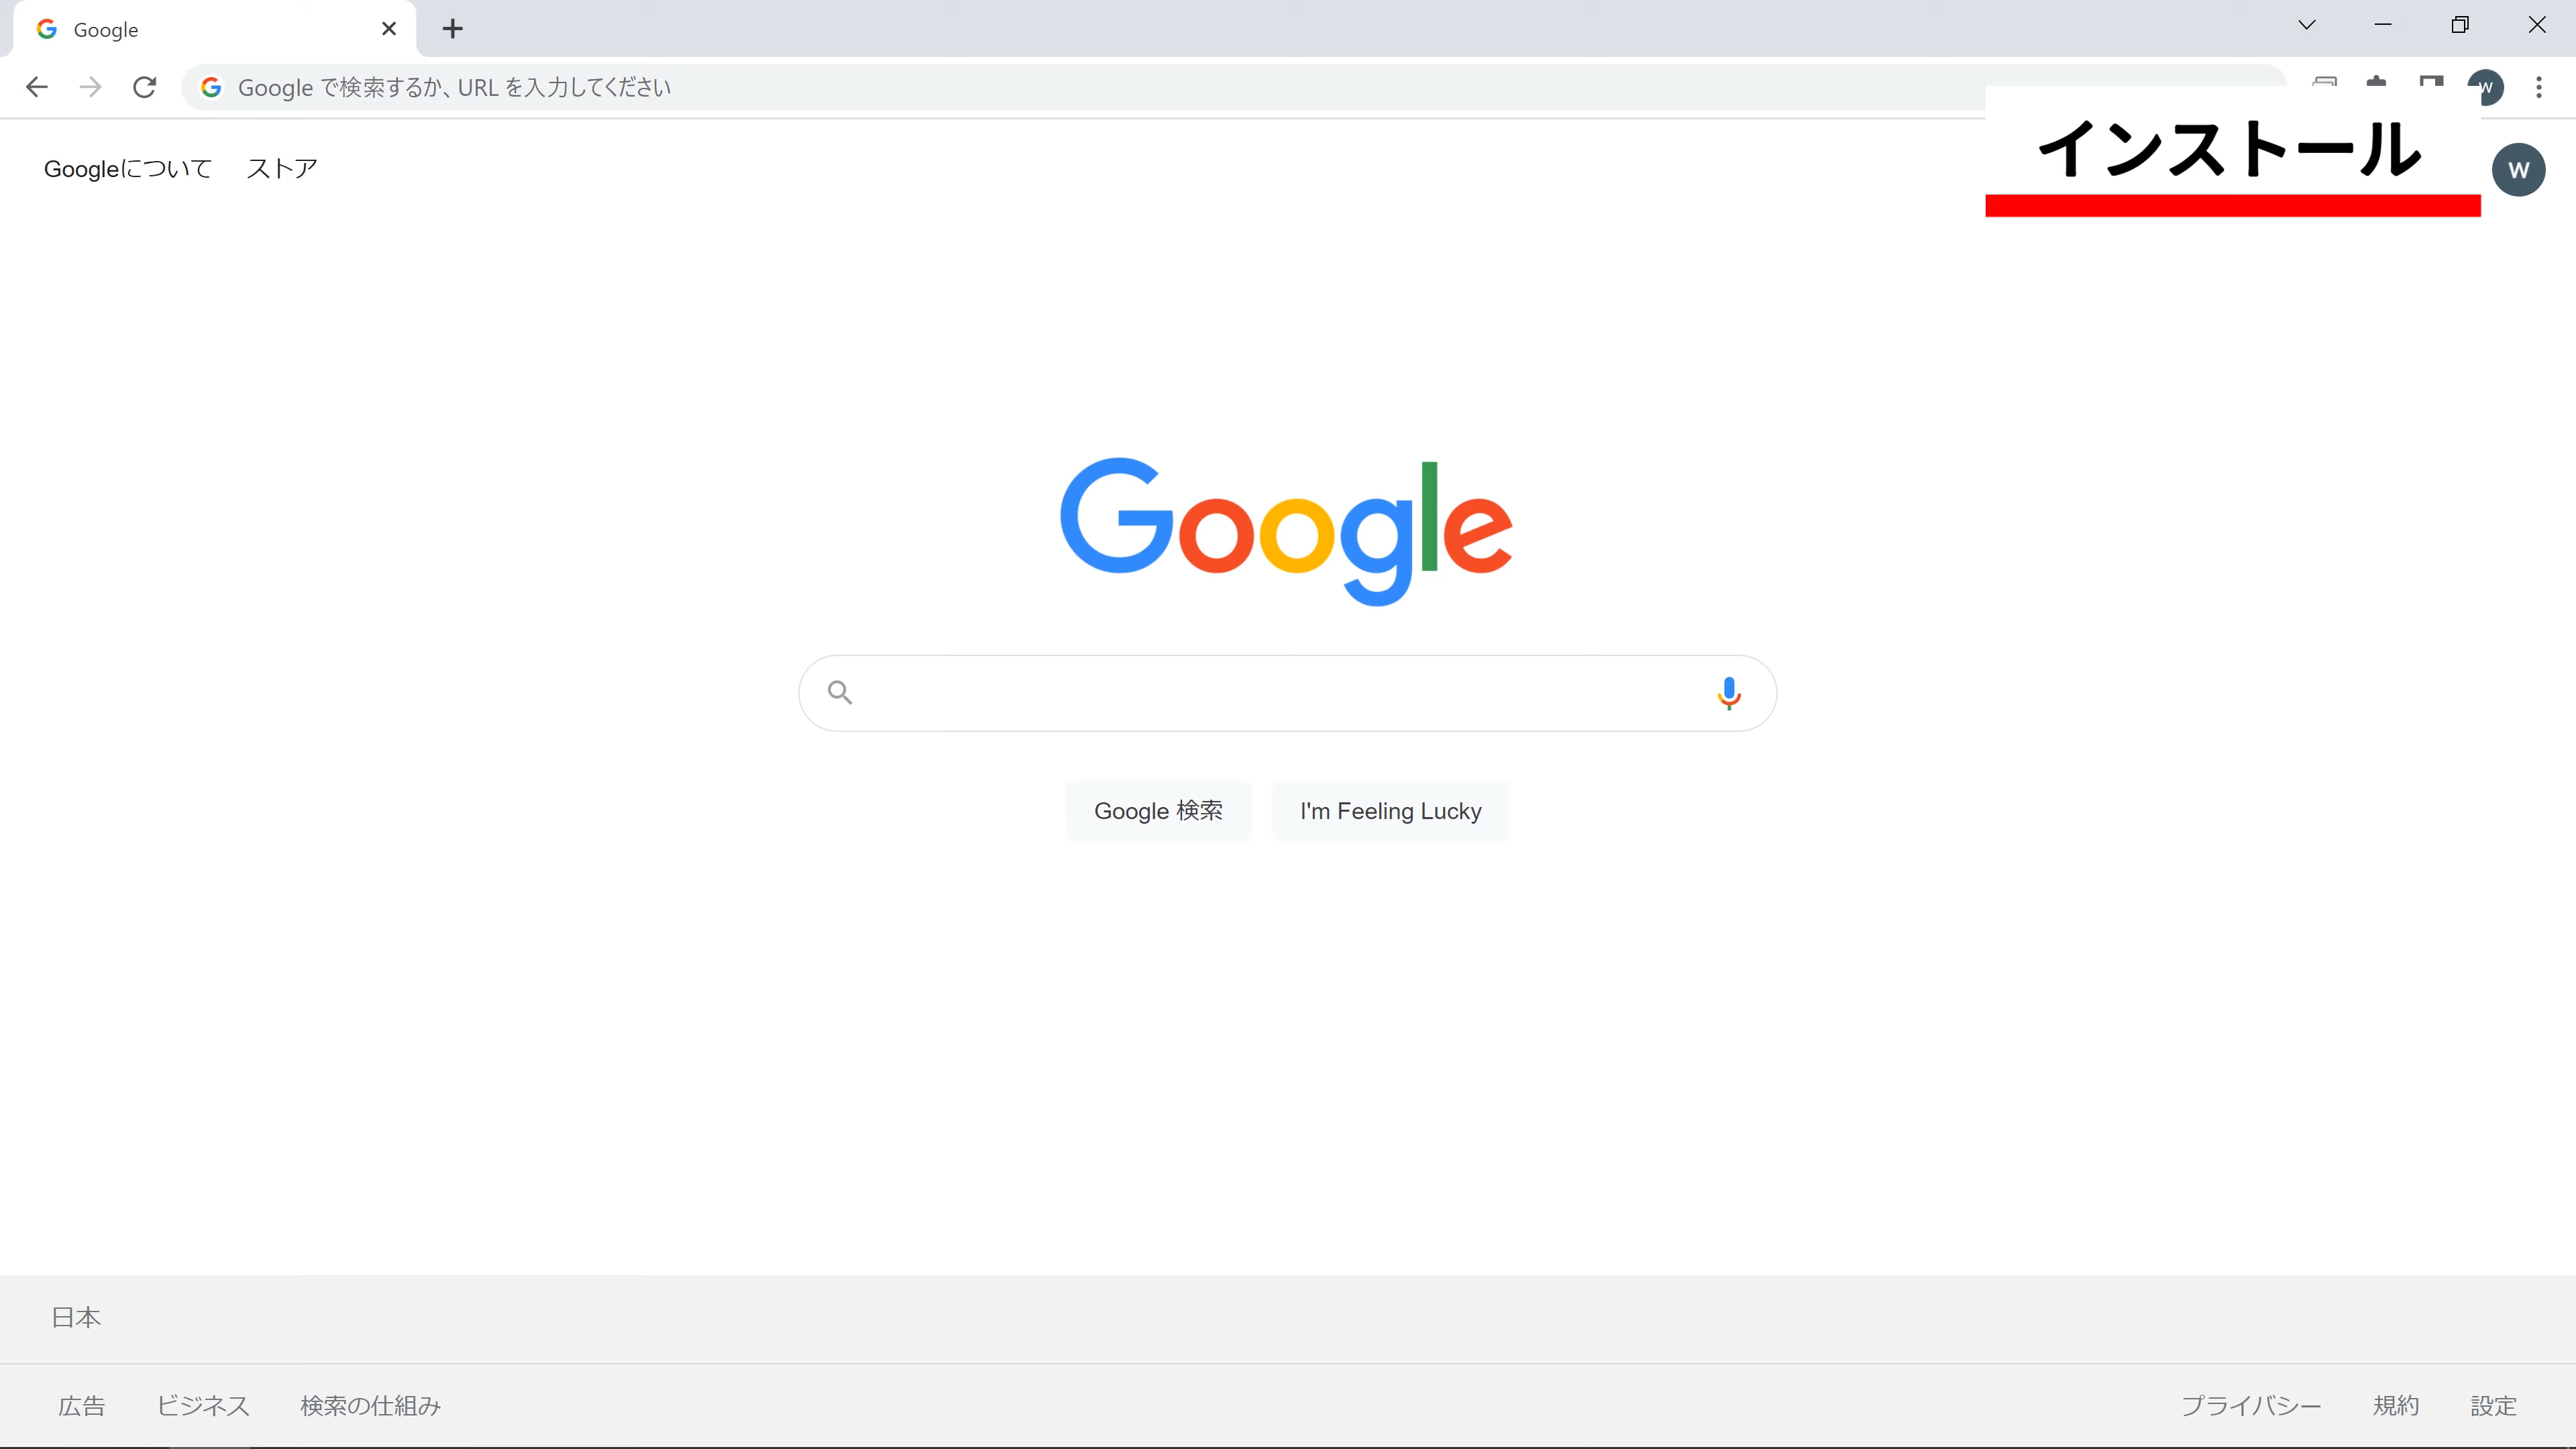 Google
Google で検索するか、URL を入力してください
W
インストール
Googleについて ストア
W
Google
Google 検索 I'm Feeling Lucky
日本
広告 ビジネス 検索の仕組み プライバシー 規約 設定